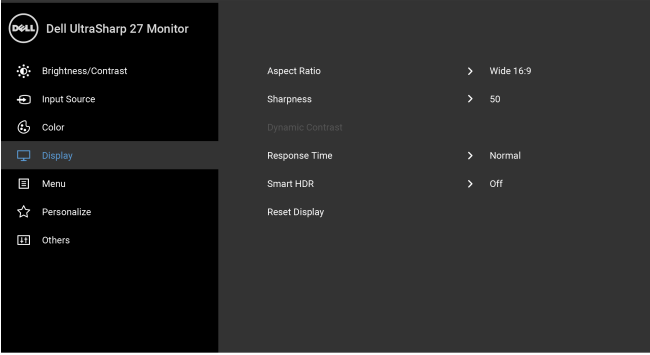 DELL Dell UltraSharp 27 Monitor
Brightness/Contrast
Input Source
Color
Display
Menu
Personalize
Others
Aspect Ratio Wide 16:9
Sharpness 50
Dynamic Contrast
Response Time Normal
Smart HDR Off
Reset Display